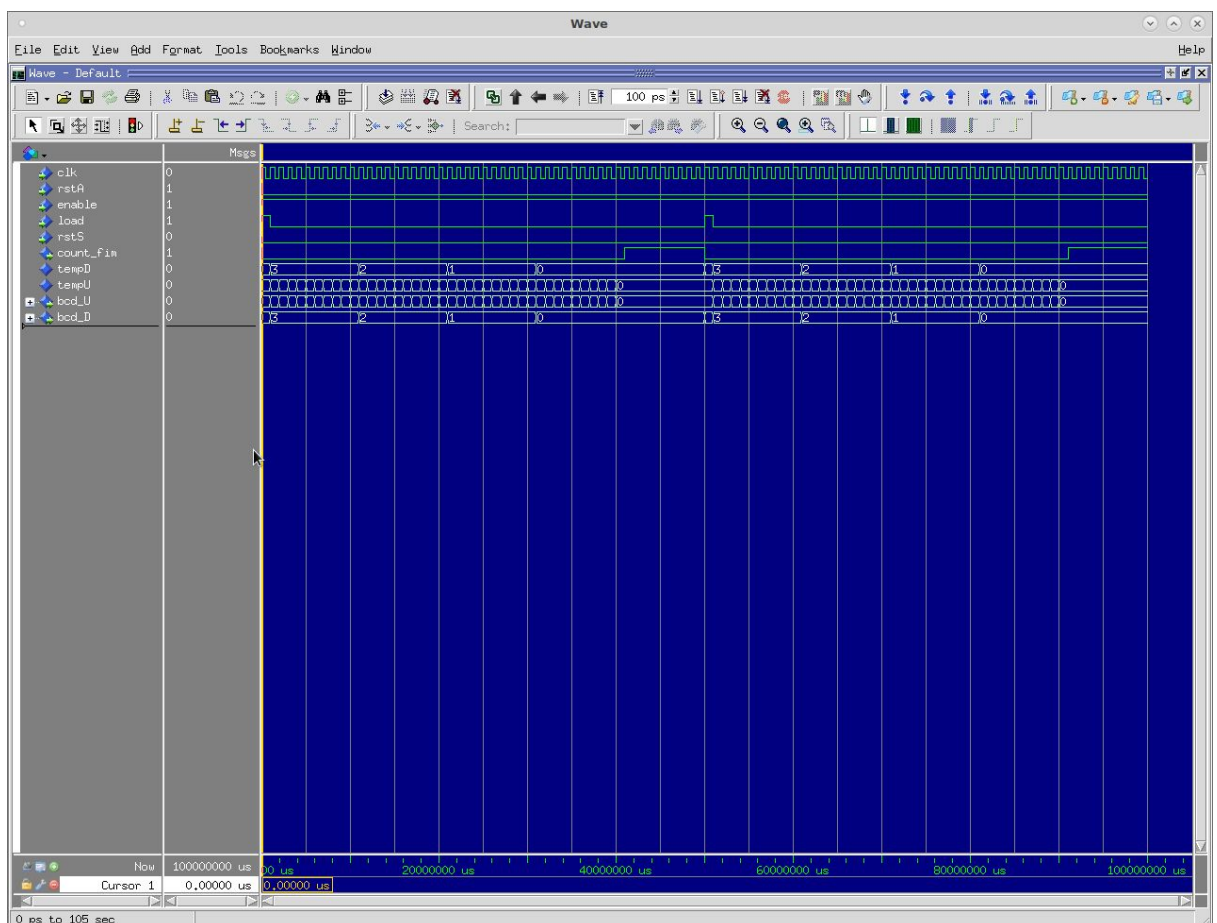 Wave
File Edit View Add Format Tools Bookmarks Window Help
Wave - Default
100 ps
Search:
Msgs
clk 0
rstA 1
enable 1
load 1
rstS 0
count_fim 1
tempD 0 3 2 1 0 3 2 1 0
tempU 0 0 0
bcd_U 0 0 0
bcd_D 0 3 2 1 0 3 2 1 0
Now 100000000 us 00 us 20000000 us 40000000 us 60000000 us 80000000 us 100000000 us
Cursor 1 0.00000 us 0.00000 us
0 ps to 105 sec